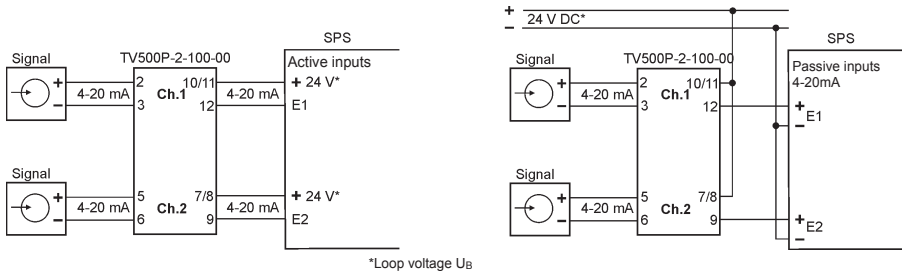 SPS
Signal
TV500P-2-100-00
Active inputs
+
2
10/11
+ 24 V*
4-20 mA
Ch.1
4-20 mA
−
3
12
E1
Signal
+
5
7/8
+ 24 V*
4-20 mA
Ch.2
4-20 mA
−
6
9
E2
*Loop voltage UB
+
24 V DC*
−
SPS
Signal
TV500P-2-100-00
Passive inputs
4-20mA
+
2
10/11
4-20 mA
Ch.1
−
3
12
+
E1
−
Signal
+
5
7/8
4-20 mA
Ch.2
−
6
9
+
E2
−